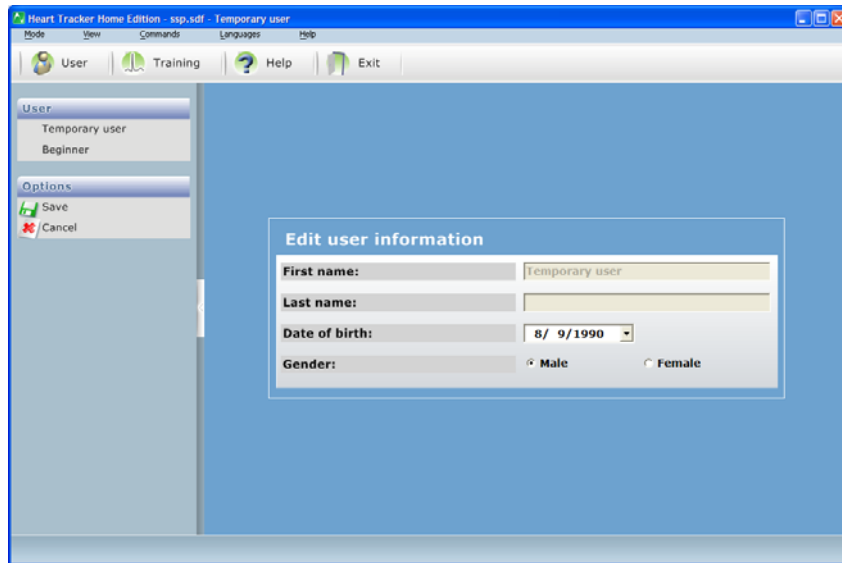 Heart Tracker Home Edition - ssp.sdf - Temporary user
Mode View Commands Languages Help
User Training Help Exit
User
Temporary user
Beginner
Options
Save
Cancel
Edit user information
First name: Temporary user
Last name:
Date of birth: 8/ 9/1990
Gender: Male Female